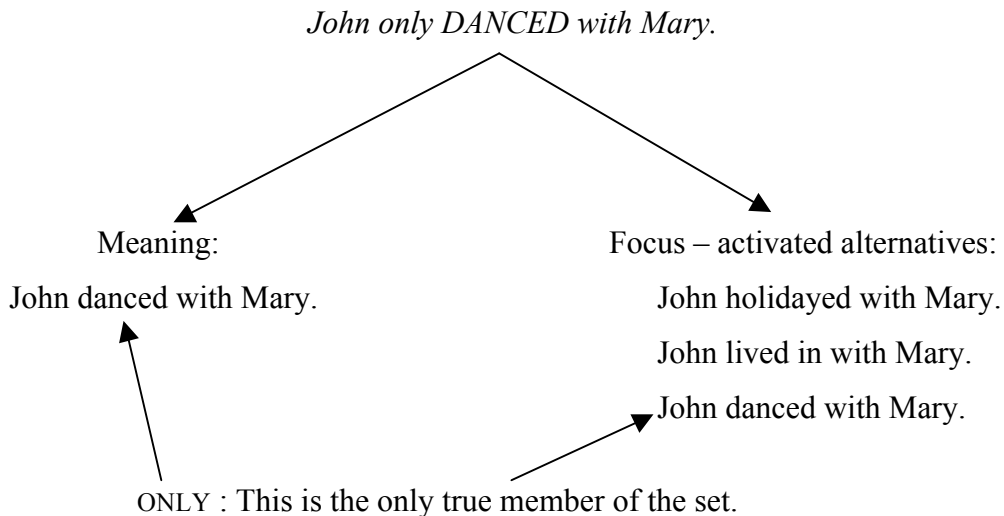 John only DANCED with Mary.
Meaning:
John danced with Mary.
Focus – activated alternatives:
John holidayed with Mary.
John lived in with Mary.
John danced with Mary.
ONLY : This is the only true member of the set.